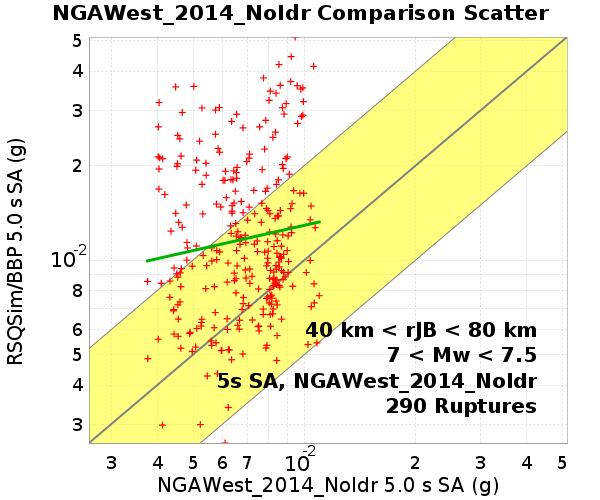 NGAWest_2014_NoIdr Comparison Scatter
5
4
3
2
10-2
8
6
5
4
3
RSQSim/BBP 5.0 s SA (g)
40 km < rJB < 80 km
7 < Mw < 7.5
5s SA, NGAWest_2014_NoIdr
290 Ruptures
3 4 5 6 7 10-2 2 3 4 5
NGAWest_2014_NoIdr 5.0 s SA (g)